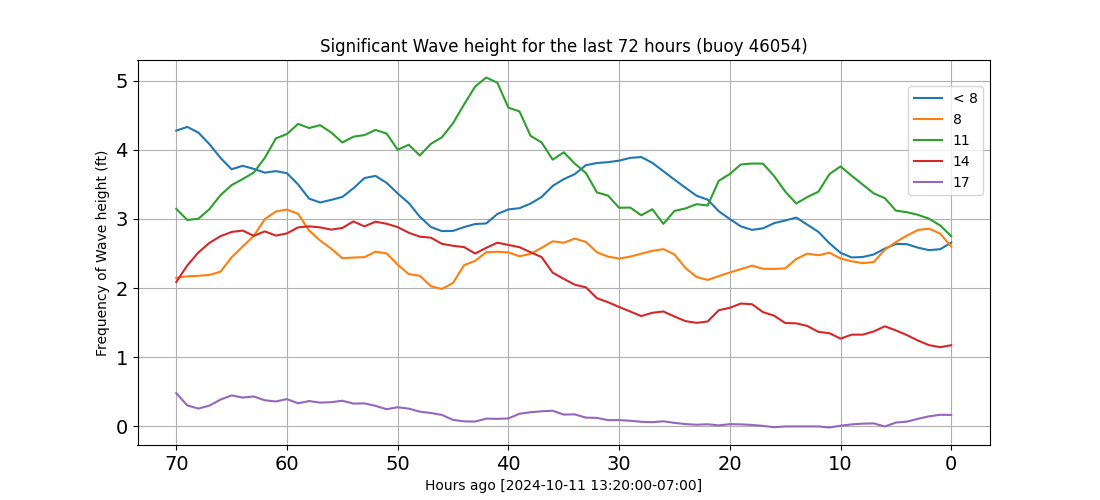 Significant Wave height for the last 72 hours (buoy 46054)
Frequency of Wave height (ft)
5
4
3
2
1
0
< 8
8
11
14
17
70 60 50 40 30 20 10 0
Hours ago [2024-10-11 13:20:00-07:00]